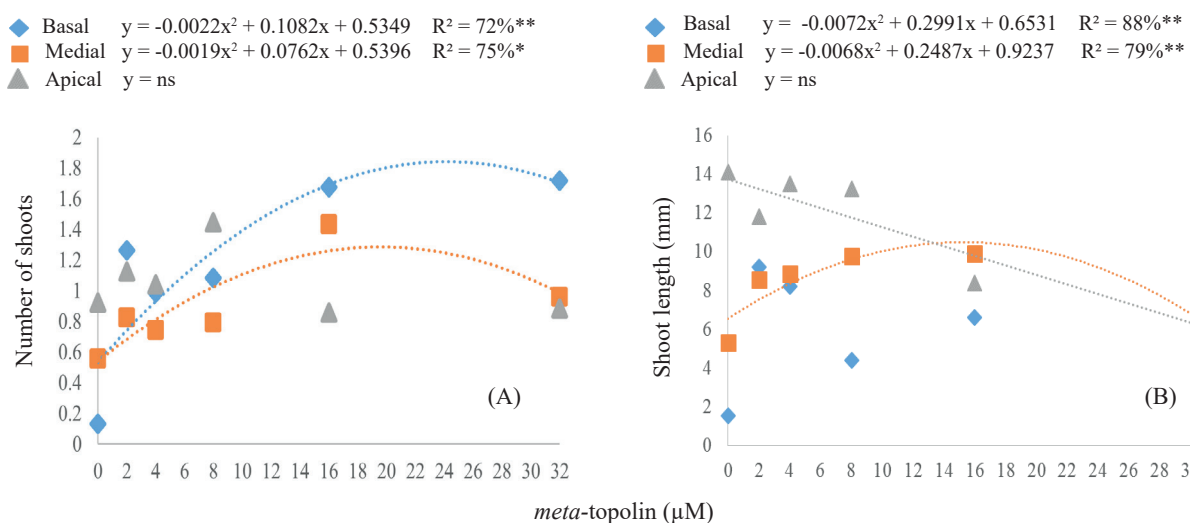 Basal y = -0.0022x² + 0.1082x + 0.5349 R² = 72%**
Medial y = -0.0019x² + 0.0762x + 0.5396 R² = 75%*
Apical y = ns
Number of shoots
2
1.8
1.6
1.4
1.2
1
0.8
0.6
0.4
0.2
0
0 2 4 6 8 10 12 14 16 18 20 22 24 26 28 30 32
(A)
Basal y = -0.0072x² + 0.2991x + 0.6531 R² = 88%**
Medial y = -0.0068x² + 0.2487x + 0.9237 R² = 79%**
Apical y = ns
Shoot length (mm)
16
14
12
10
8
6
4
2
0
0 2 4 6 8 10 12 14 16 18 20 22 24 26 28 3
(B)
meta-topolin (µM)